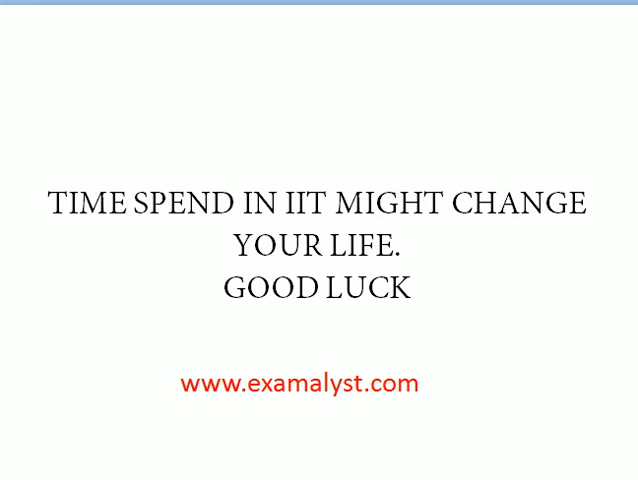 TIME SPEND IN IIT MIGHT CHANGE
YOUR LIFE.
GOOD LUCK
www.examalyst.com